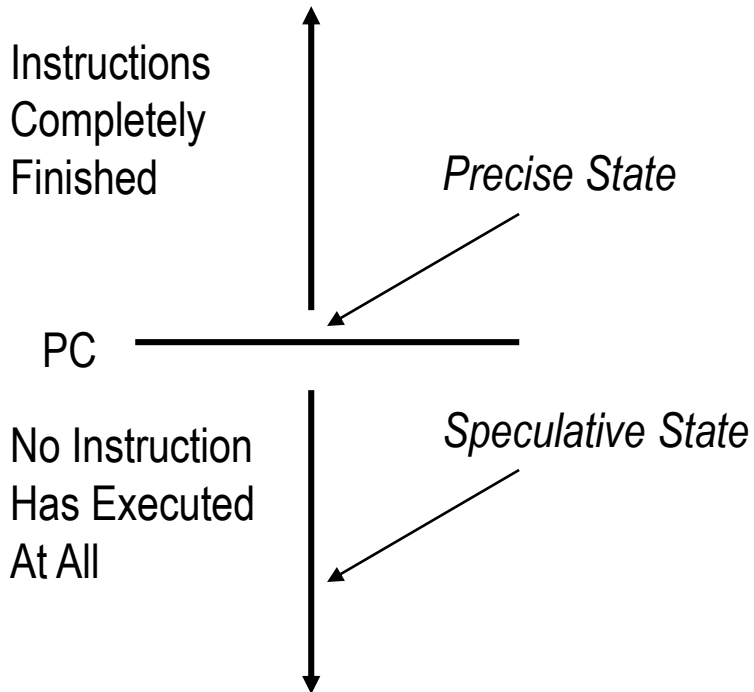 Instructions
Completely
Finished
Precise State
PC
Speculative State
No Instruction
Has Executed
At All